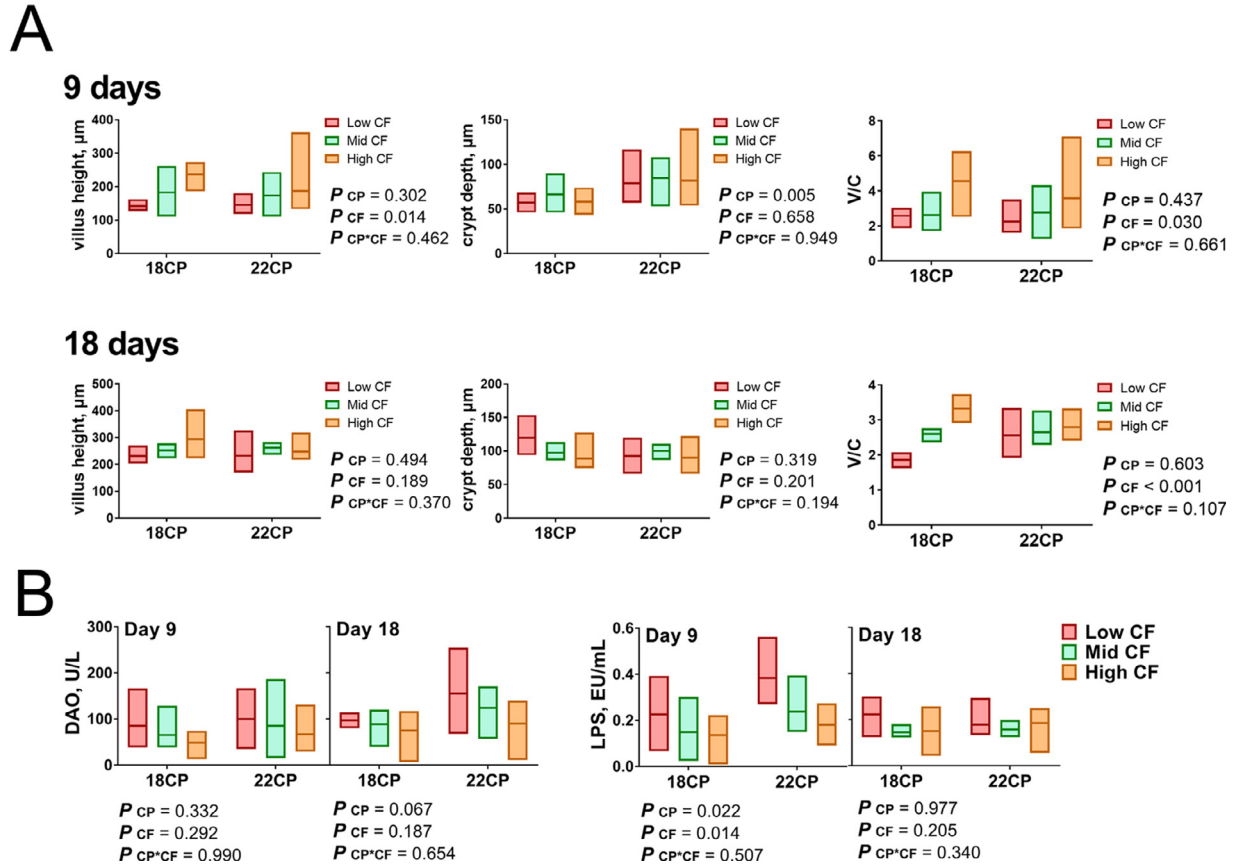 A
9 days
villus height, µm
400
300
200
100
0
18CP
22CP
Low CF
Mid CF
High CF
P CP = 0.302
P CF = 0.014
P CP*CF = 0.462
crypt depth, µm
150
100
50
0
18CP
22CP
Low CF
Mid CF
High CF
P CP = 0.005
P CF = 0.658
P CP*CF = 0.949
V/C
8
6
4
2
0
18CP
22CP
Low CF
Mid CF
High CF
P CP = 0.437
P CF = 0.030
P CP*CF = 0.661
18 days
villus height, µm
500
400
300
200
100
0
18CP
22CP
Low CF
Mid CF
High CF
P CP = 0.494
P CF = 0.189
P CP*CF = 0.370
crypt depth, µm
200
150
100
50
0
18CP
22CP
Low CF
Mid CF
High CF
P CP = 0.319
P CF = 0.201
P CP*CF = 0.194
V/C
4
3
2
1
0
18CP
22CP
Low CF
Mid CF
High CF
P CP = 0.603
P CF < 0.001
P CP*CF = 0.107
B
DAO, U/L
300
200
100
0
Day 9
18CP
22CP
P CP = 0.332
P CF = 0.292
P CP*CF = 0.990
Day 18
18CP
22CP
P CP = 0.067
P CF = 0.187
P CP*CF = 0.654
LPS, EU/mL
0.6
0.4
0.2
0.0
Day 9
18CP
22CP
P CP = 0.022
P CF = 0.014
P CP*CF = 0.507
Day 18
18CP
22CP
P CP = 0.977
P CF = 0.205
P CP*CF = 0.340
Low CF
Mid CF
High CF